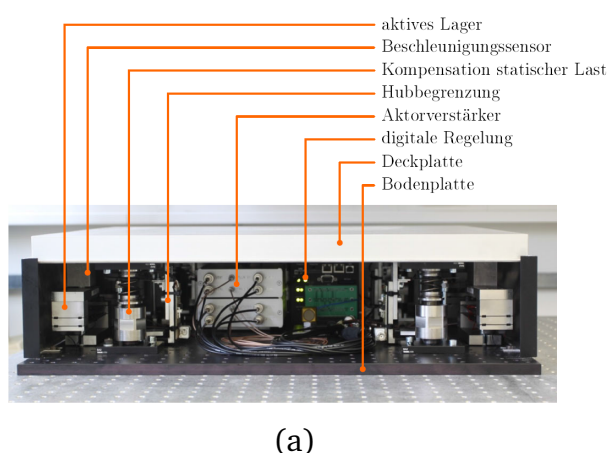 aktives Lager
Beschleunigungssensor
Kompensation statischer Last
Hubbegrenzung
Aktorverstärker
digitale Regelung
Deckplatte
Bodenplatte
(a)